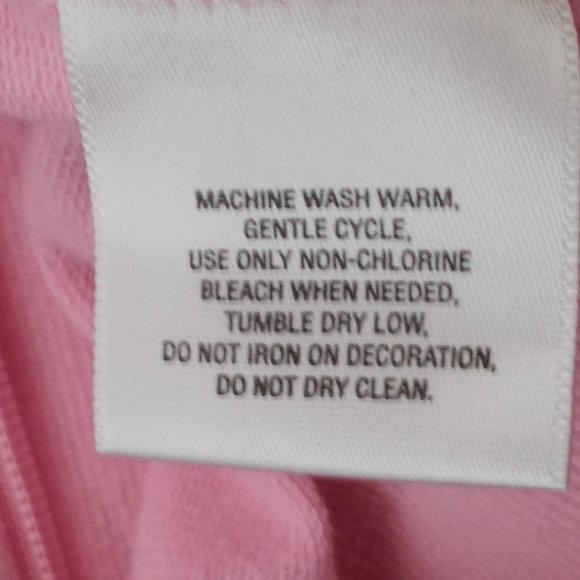 MACHINE WASH WARM,
GENTLE CYCLE,
USE ONLY NON-CHLORINE
BLEACH WHEN NEEDED,
TUMBLE DRY LOW,
DO NOT IRON ON DECORATION,
DO NOT DRY CLEAN.